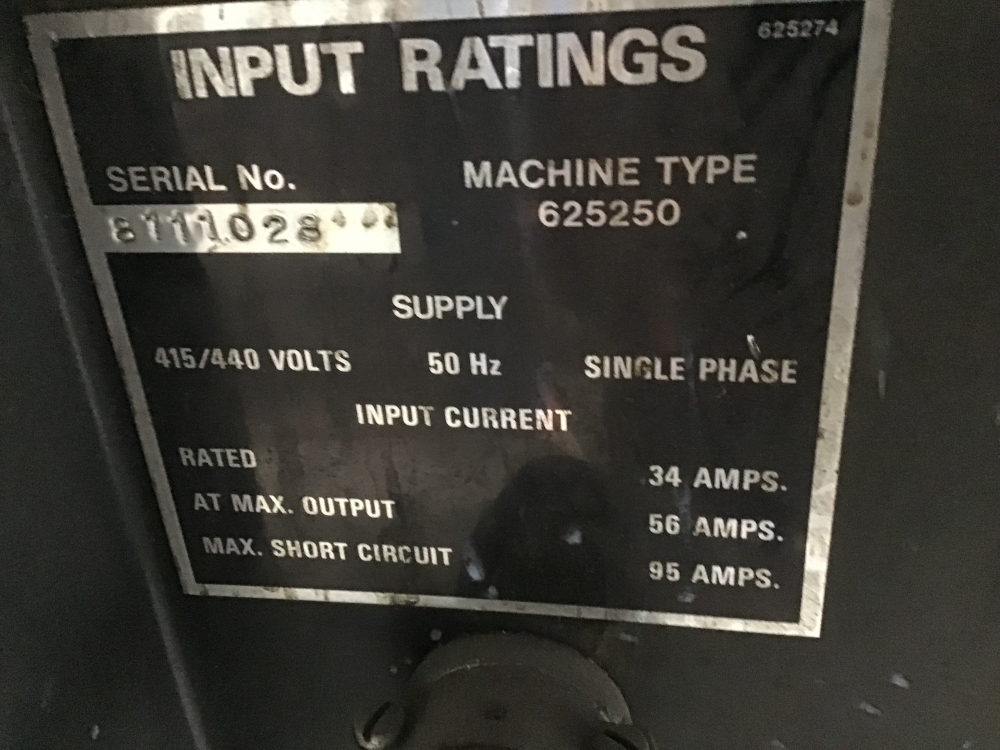 625274
INPUT RATINGS
SERIAL No. MACHINE TYPE
8111028 625250
SUPPLY
415/440 VOLTS 50 Hz SINGLE PHASE
INPUT CURRENT
RATED 34 AMPS.
AT MAX. OUTPUT 56 AMPS.
MAX. SHORT CIRCUIT 95 AMPS.